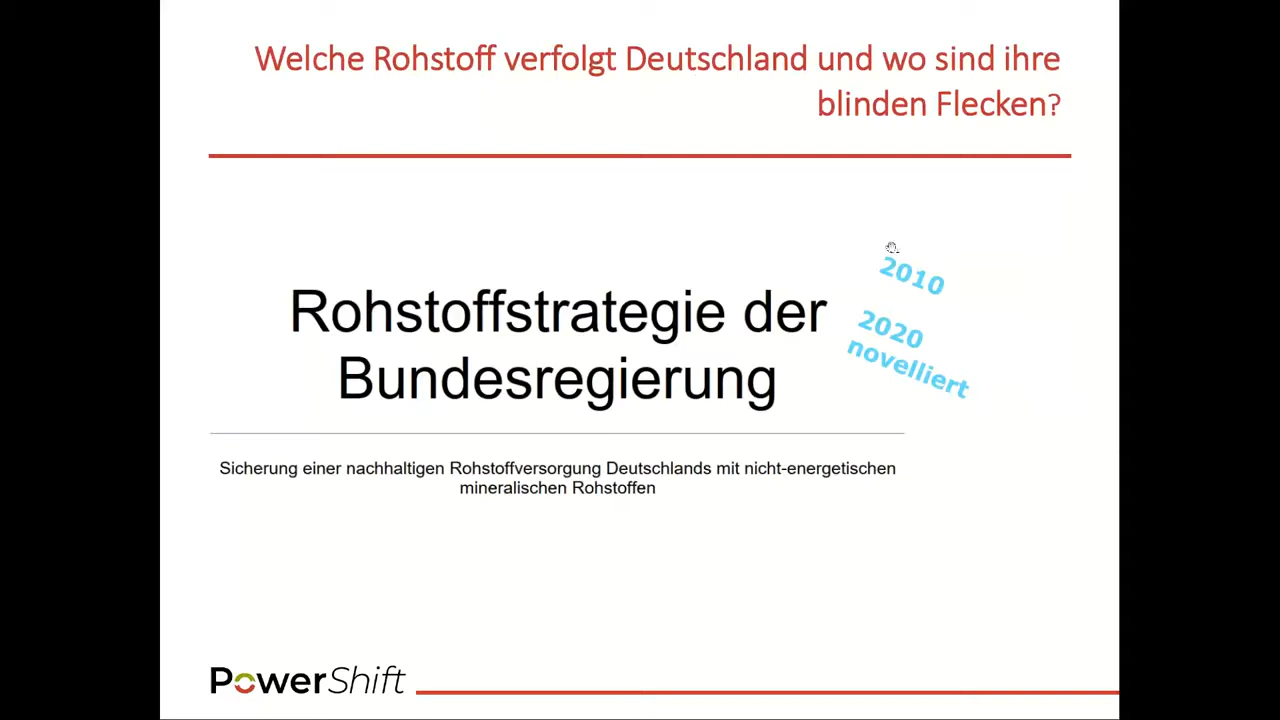 Welche Rohstoff verfolgt Deutschland und wo sind ihre
blinden Flecken?
2010
Rohstoffstrategie der
Bundesregierung
2020
novelliert
Sicherung einer nachhaltigen Rohstoffversorgung Deutschlands mit nicht-energetischen
mineralischen Rohstoffen
PowerShift